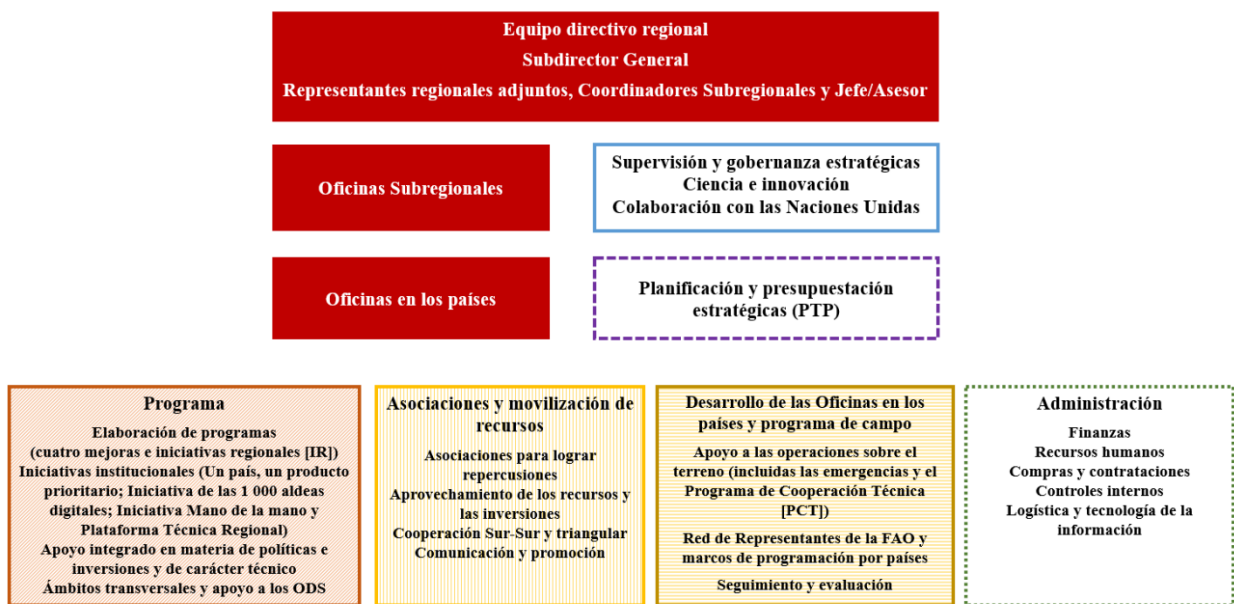 Equipo directivo regional
Subdirector General
Representantes regionales adjuntos, Coordinadores Subregionales y Jefe/Asesor
Oficinas Subregionales
Supervisión y gobernanza estratégicas
Ciencia e innovación
Colaboración con las Naciones Unidas
Oficinas en los países
Planificación y presupuestación
estratégicas (PTP)
Programa
Elaboración de programas
(cuatro mejoras e iniciativas regionales [IR])
Iniciativas institucionales (Un país, un producto
prioritario; Iniciativa de las 1 000 aldeas
digitales; Iniciativa Mano de la mano y
Plataforma Técnica Regional)
Apoyo integrado en materia de políticas e
inversiones y de carácter técnico
Ámbitos transversales y apoyo a los ODS
Asociaciones y movilización de
recursos
Asociaciones para lograr
repercusiones
Aprovechamiento de los recursos y
las inversiones
Cooperación Sur-Sur y triangular
Comunicación y promoción
Desarrollo de las Oficinas en los
países y programa de campo
Apoyo a las operaciones sobre el
terreno (incluidas las emergencias y el
Programa de Cooperación Técnica
[PCT])
Red de Representantes de la FAO y
marcos de programación por países
Seguimiento y evaluación
Administración
Finanzas
Recursos humanos
Compras y contrataciones
Controles internos
Logística y tecnología de la
información